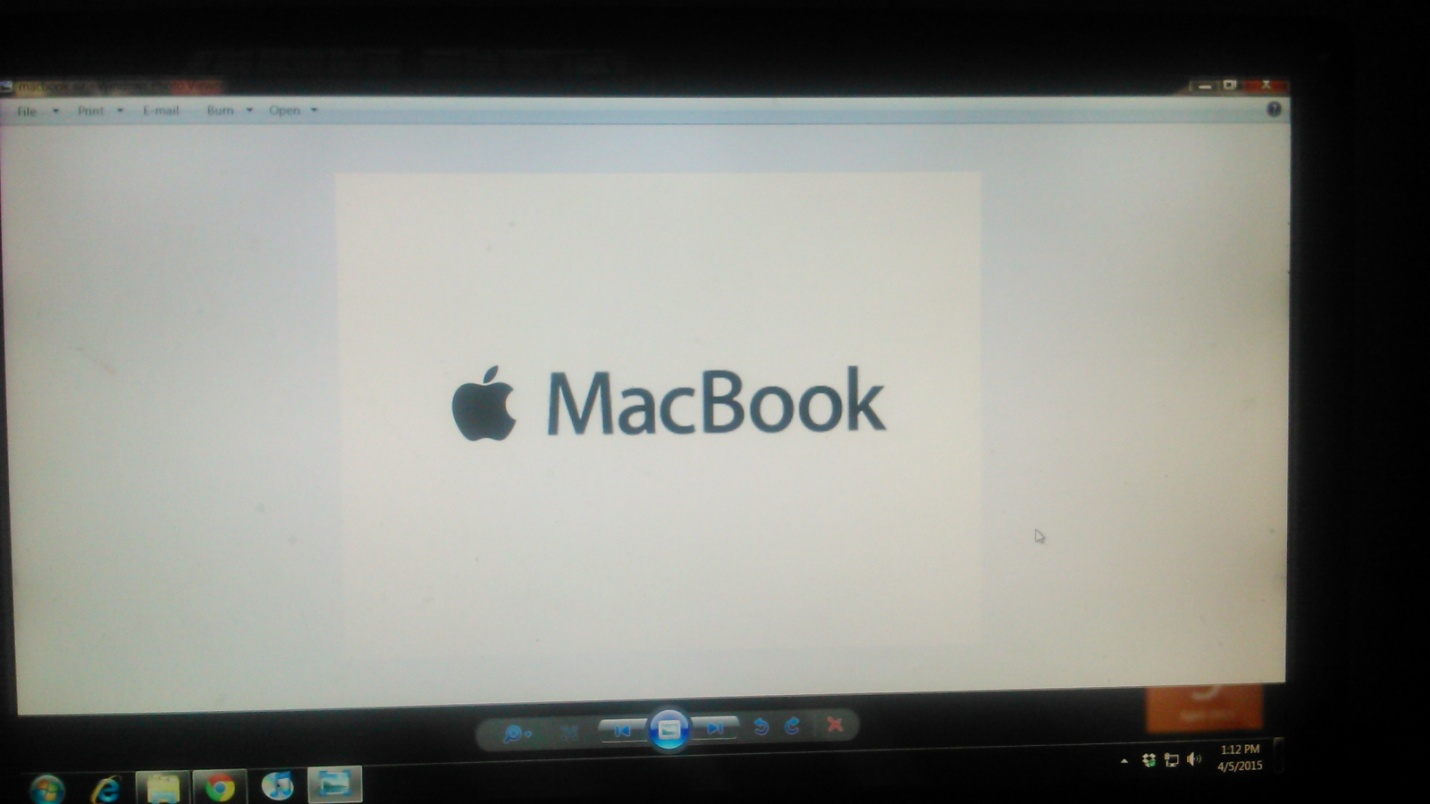 File Print E-mail Burn Open
MacBook
1:12 PM
4/5/2015